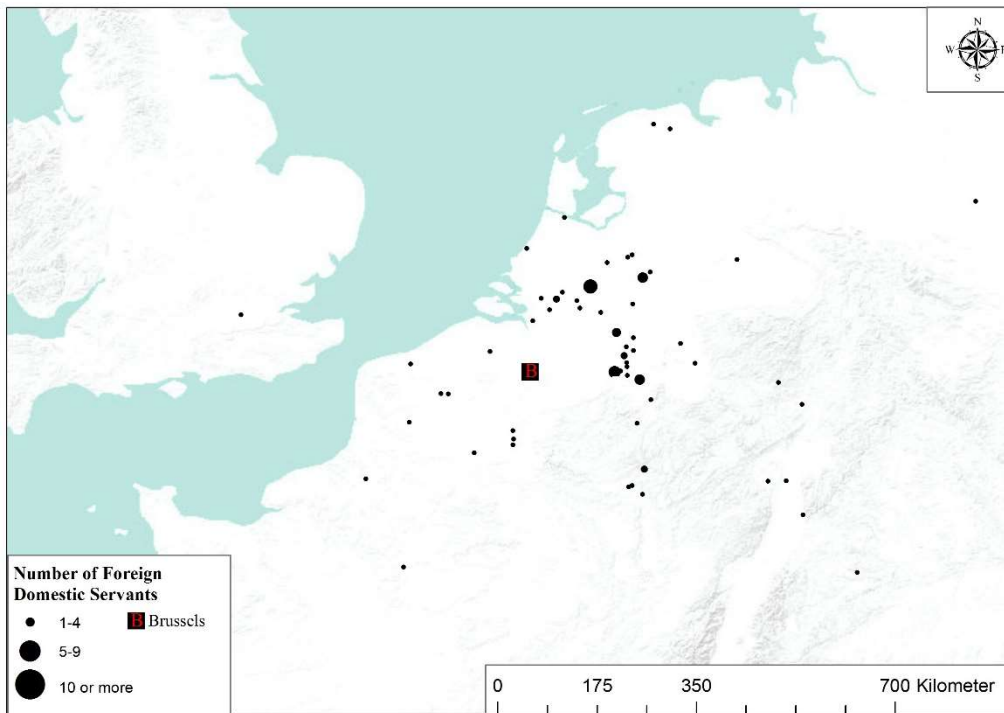 N
W E
S
Number of Foreign
Domestic Servants
1-4
B Brussels
5-9
10 or more
0 175 350 700 Kilometer
B